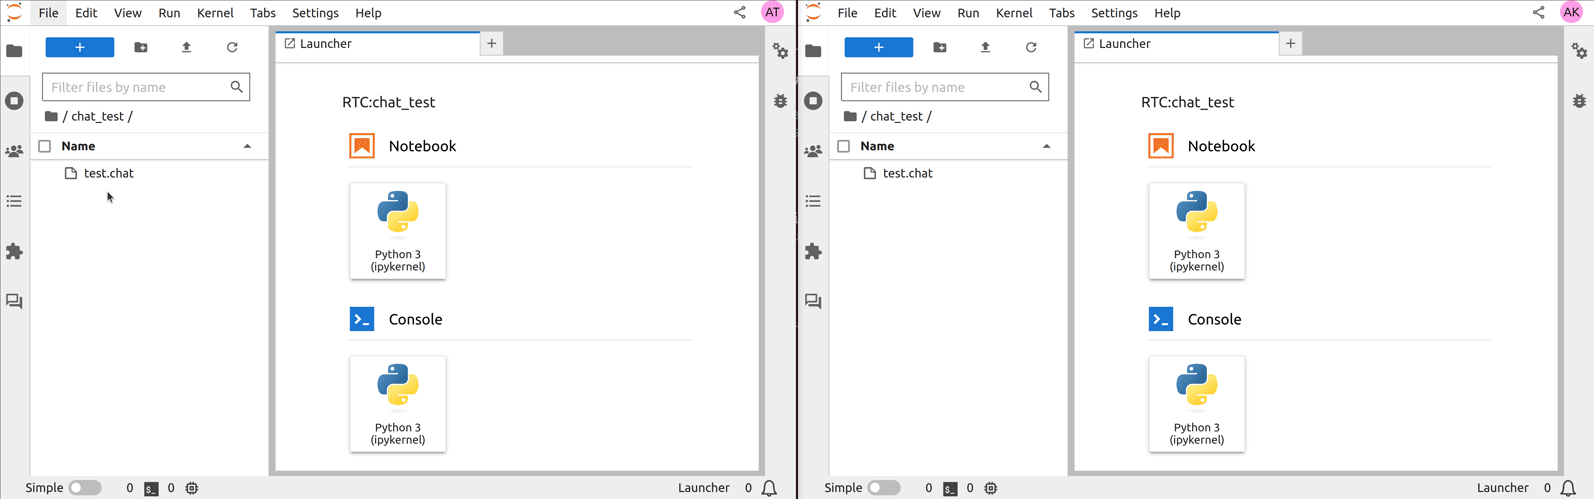 File Edit View Run Kernel Tabs Settings Help AT
+
Launcher +
Filter files by name
RTC:chat_test
/ chat_test /
Name
Notebook
test.chat
Python 3
(ipykernel)
Console
Python 3
(ipykernel)
Simple 0 $_ 0 Launcher 0
File Edit View Run Kernel Tabs Settings Help AK
+
Launcher +
Filter files by name
RTC:chat_test
/ chat_test /
Name
Notebook
test.chat
Python 3
(ipykernel)
Console
Python 3
(ipykernel)
Simple 0 $_ 0 Launcher 0